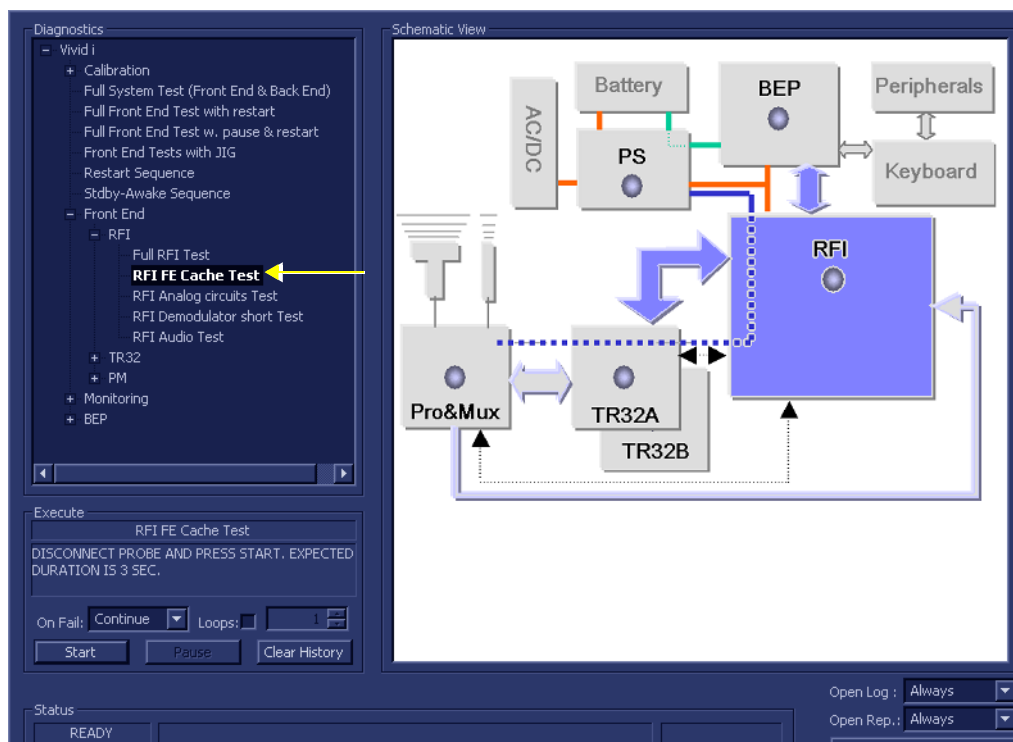 Diagnostics
Vivid i
Calibration
Full System Test (Front End & Back End)
Full Front End Test with restart
Full Front End Test w. pause & restart
Front End Tests with JIG
Restart Sequence
Stdby-Awake Sequence
Front End
RFI
Full RFI Test
RFI FE Cache Test
RFI Analog circuits Test
RFI Demodulator short Test
RFI Audio Test
TR32
PM
Monitoring
BEP
Execute
RFI FE Cache Test
DISCONNECT PROBE AND PRESS START. EXPECTED
DURATION IS 3 SEC.
On Fail: Continue Loops: 1
Start Pause Clear History
Schematic View
Battery
BEP
Peripherals
AC/DC
PS
Keyboard
RFI
Pro&Mux
TR32A
TR32B
Open Log : Always
Open Rep.: Always
Status
READY